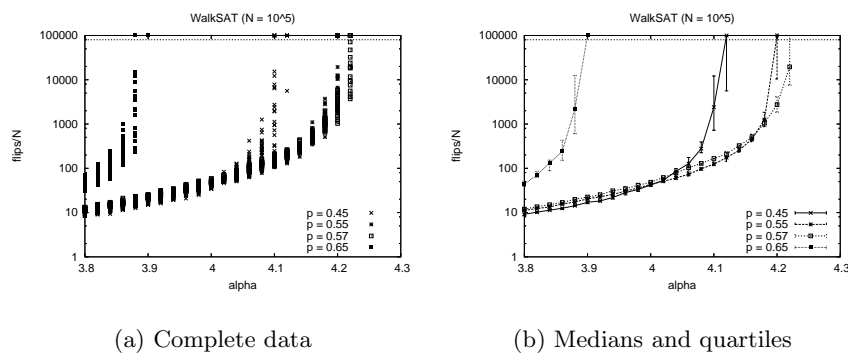 WalkSAT (N = 10^5)
100000
10000
1000
100
10
1
flips/N
3.8
3.9
4
4.1
4.2
4.3
alpha
p = 0.45
p = 0.55
p = 0.57
p = 0.65
(a) Complete data
WalkSAT (N = 10^5)
100000
10000
1000
100
10
1
flips/N
3.8
3.9
4
4.1
4.2
4.3
alpha
p = 0.45
p = 0.55
p = 0.57
p = 0.65
(b) Medians and quartiles